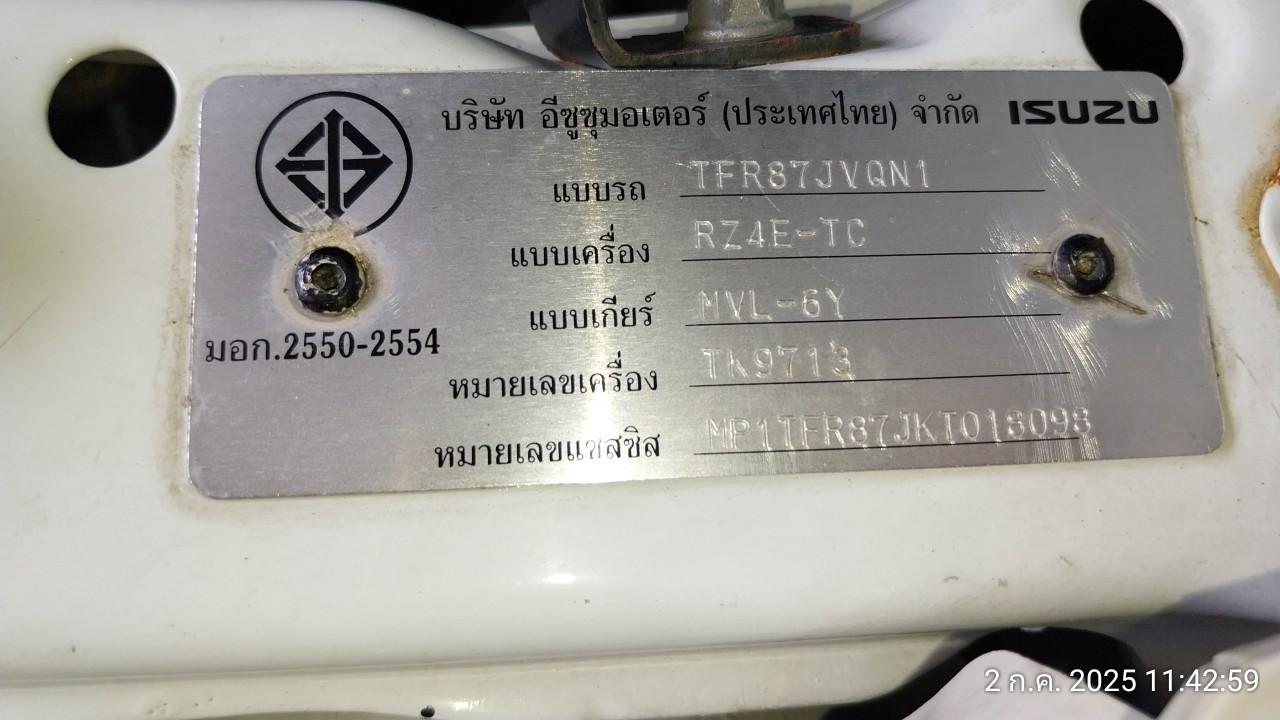 บริษัท อีซูซุมอเตอร์ (ประเทศไทย) จำกัด ISUZU
แบบรถ TFR87JVQN1
แบบเครื่อง RZ4E-TC
แบบเกียร์ MVL-6Y
มอก.2550-2554
หมายเลขเครื่อง TK9713
หมายเลขแชสซิส MP1TFR87JKT018098
2 ก.ค. 2025 11:42:59